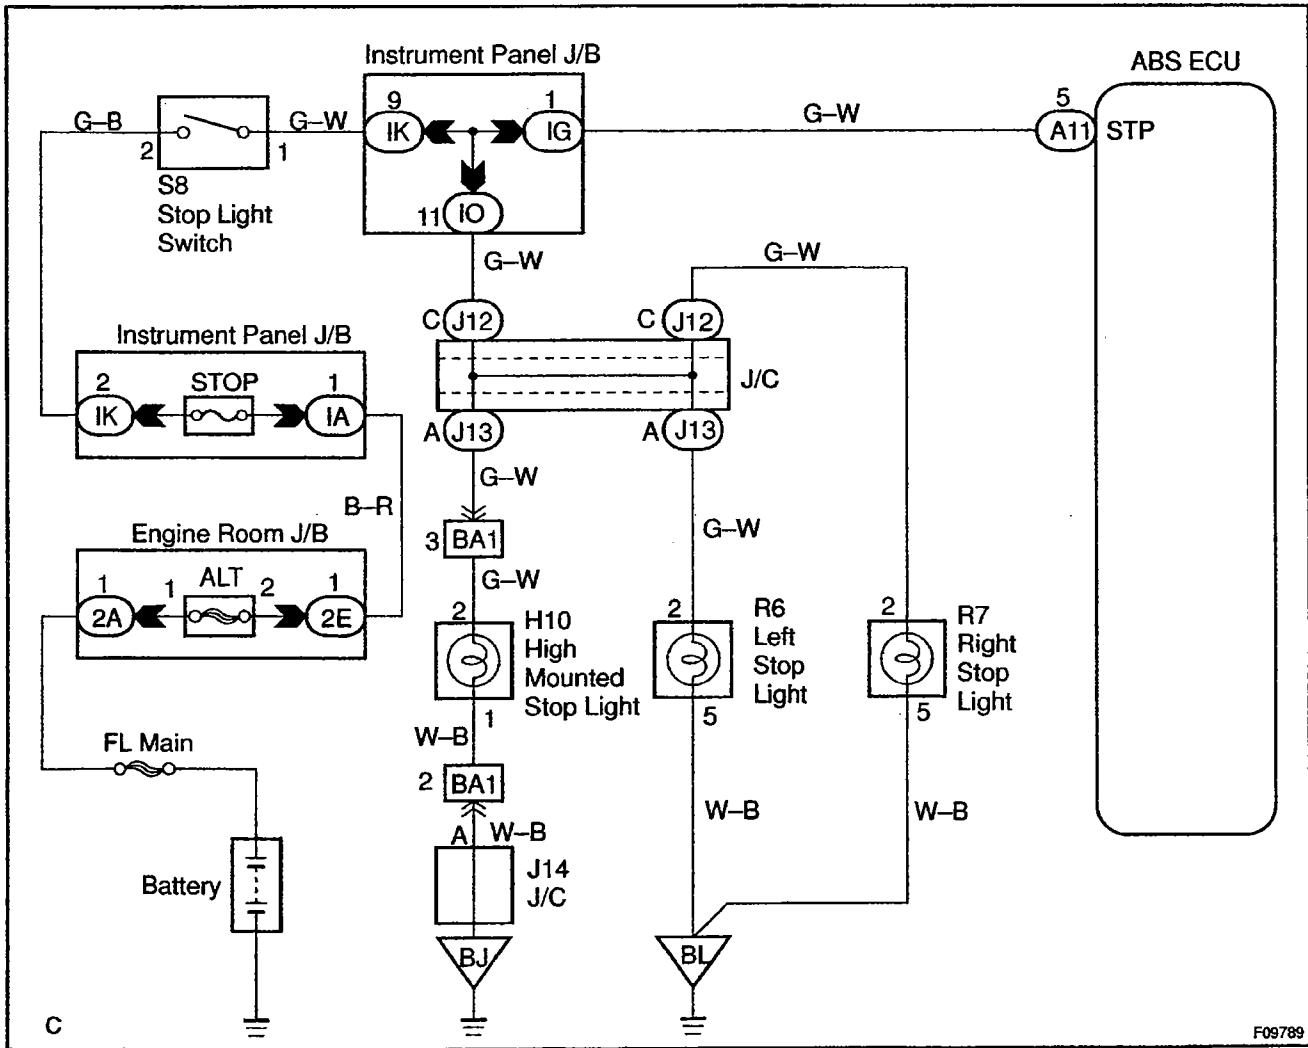 Instrument Panel J/B
ABS ECU
G–B
2
1
S8
Stop Light
Switch
G–W
9
IK
1
IG
11
IO
G–W
5
A11
STP
G–W
G–W
C
J12
C
J12
J/C
A
J13
A
J13
Instrument Panel J/B
2
IK
STOP
1
IA
B–R
Engine Room J/B
1
2A
1
ALT
2
1
2E
FL Main
Battery
G–W
3
BA1
G–W
2
H10
High
Mounted
Stop Light
1
W–B
2
BA1
A
W–B
J14
J/C
BJ
G–W
2
R6
Left
Stop
Light
5
W–B
BL
2
R7
Right
Stop
Light
5
W–B
C
F09789